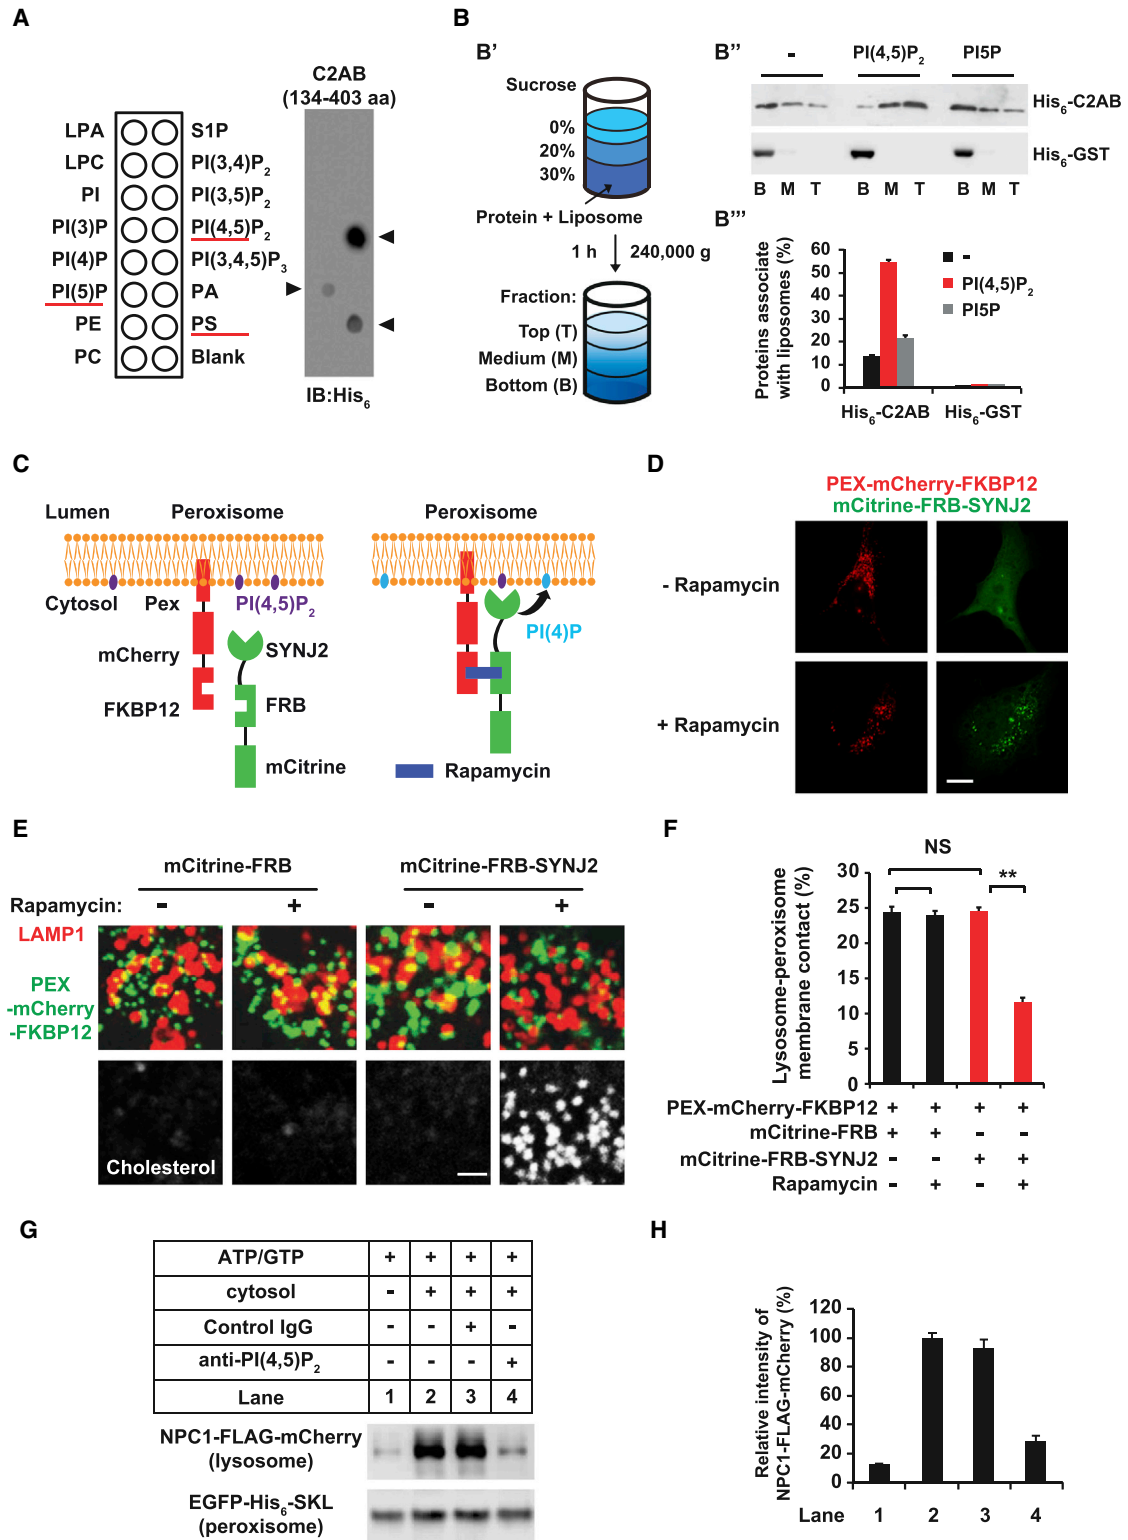 A
C2AB
(134-403 aa)
LPA S1P
LPC PI(3,4)P2
PI PI(3,5)P2
PI(3)P PI(4,5)P2
PI(4)P PI(3,4,5)P3
PI(5)P PA
PE PS
PC Blank
IB:His6
B
B'
Sucrose
0%
20%
30%
Protein + Liposome
1 h 240,000 g
Fraction:
Top (T)
Medium (M)
Bottom (B)
B''
- PI(4,5)P2 PI5P
His6-C2AB
His6-GST
B M T B M T B M T
B'''
Proteins associate
with liposomes (%)
60
50
40
30
20
10
0
-
PI(4,5)P2
PI5P
His6-C2AB His6-GST
C
Lumen Peroxisome Peroxisome
Cytosol Pex PI(4,5)P2
PI(4)P
mCherry SYNJ2
FKBP12 FRB
mCitrine Rapamycin
D
PEX-mCherry-FKBP12
mCitrine-FRB-SYNJ2
- Rapamycin
+ Rapamycin
E
mCitrine-FRB mCitrine-FRB-SYNJ2
Rapamycin: - + - +
LAMP1
PEX
-mCherry
-FKBP12
Cholesterol
F
NS
**
Lysosome-peroxisome
membrane contact (%)
30
25
20
15
10
5
0
PEX-mCherry-FKBP12 + + + +
mCitrine-FRB + + - -
mCitrine-FRB-SYNJ2 - - + +
Rapamycin - + - +
G
ATP/GTP + + + +
cytosol - + + +
Control IgG - - + -
anti-PI(4,5)P2 - - - +
Lane 1 2 3 4
NPC1-FLAG-mCherry
(lysosome)
EGFP-His6-SKL
(peroxisome)
H
Relative intensity of
NPC1-FLAG-mCherry (%)
120
100
80
60
40
20
0
Lane 1 2 3 4